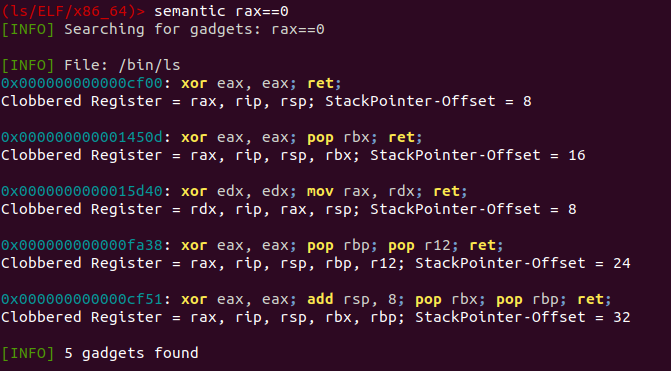 (ls/ELF/x86_64)> semantic rax==0
[INFO] Searching for gadgets: rax==0
[INFO] File: /bin/ls
0x000000000000cf00: xor eax, eax; ret;
Clobbered Register = rax, rip, rsp; StackPointer-Offset = 8
0x000000000001450d: xor eax, eax; pop rbx; ret;
Clobbered Register = rax, rip, rsp, rbx; StackPointer-Offset = 16
0x0000000000015d40: xor edx, edx; mov rax, rdx; ret;
Clobbered Register = rdx, rip, rax, rsp; StackPointer-Offset = 8
0x000000000000fa38: xor eax, eax; pop rbp; pop r12; ret;
Clobbered Register = rax, rip, rsp, rbp, r12; StackPointer-Offset = 24
0x000000000000cf51: xor eax, eax; add rsp, 8; pop rbx; pop rbp; ret;
Clobbered Register = rax, rip, rsp, rbx, rbp; StackPointer-Offset = 32
[INFO] 5 gadgets found